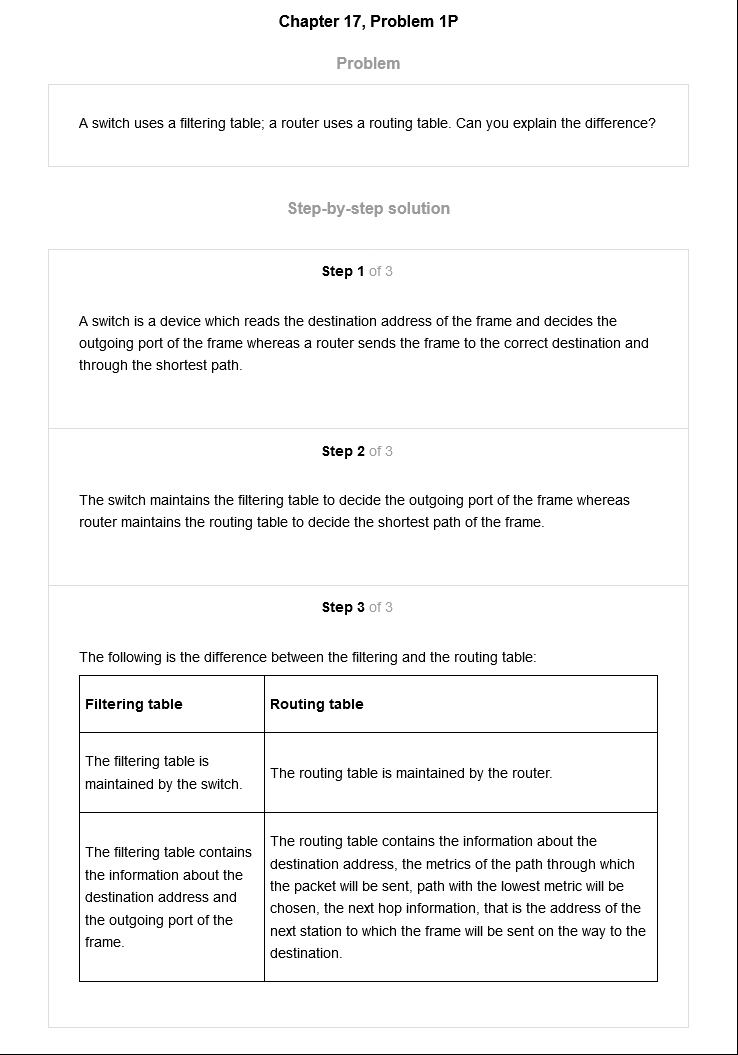 Chapter 17, Problem 1P
Problem
A switch uses a filtering table; a router uses a routing table. Can you explain the difference?
Step-by-step solution
Step 1 of 3
A switch is a device which reads the destination address of the frame and decides the
outgoing port of the frame whereas a router sends the frame to the correct destination and
through the shortest path.
Step 2 of 3
The switch maintains the filtering table to decide the outgoing port of the frame whereas
router maintains the routing table to decide the shortest path of the frame.
Step 3 of 3
The following is the difference between the filtering and the routing table:
Filtering table
Routing table
The filtering table is
maintained by the switch.
The routing table is maintained by the router.
The filtering table contains
the information about the
destination address and
the outgoing port of the
frame.
The routing table contains the information about the
destination address, the metrics of the path through which
the packet will be sent, path with the lowest metric will be
chosen, the next hop information, that is the address of the
next station to which the frame will be sent on the way to the
destination.